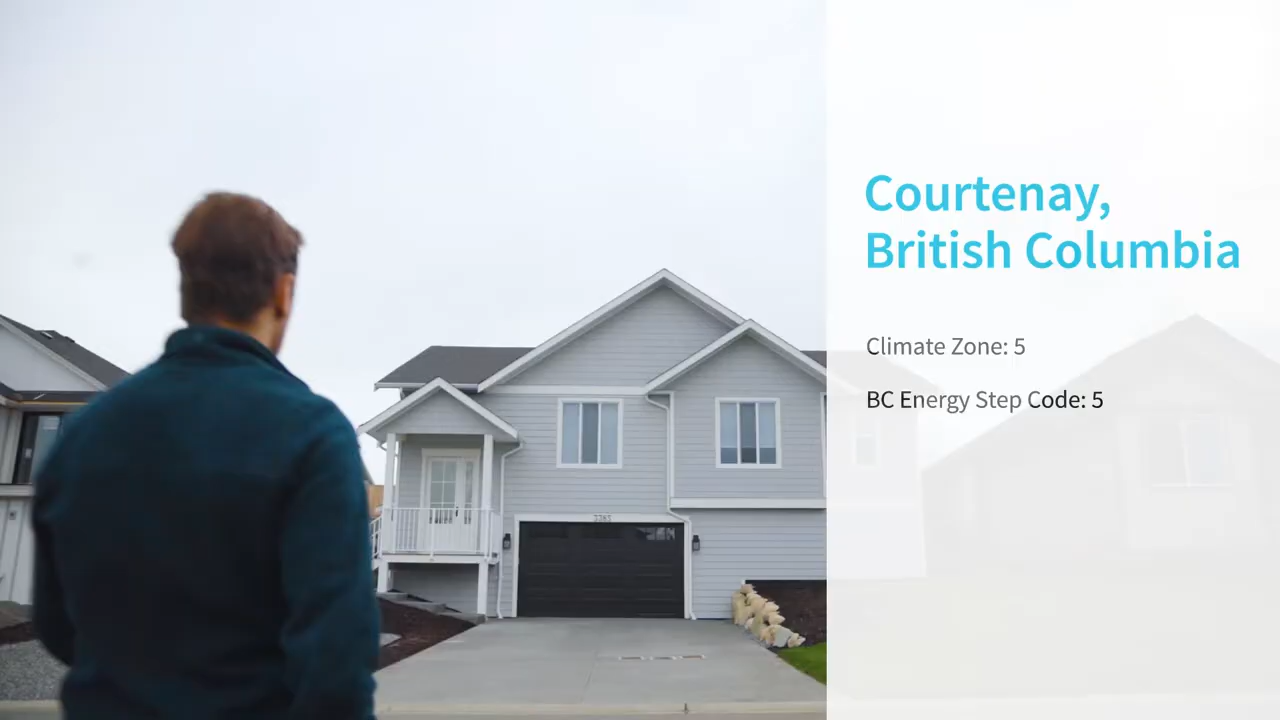 Courtenay,
British Columbia
Climate Zone: 5
BC Energy Step Code: 5